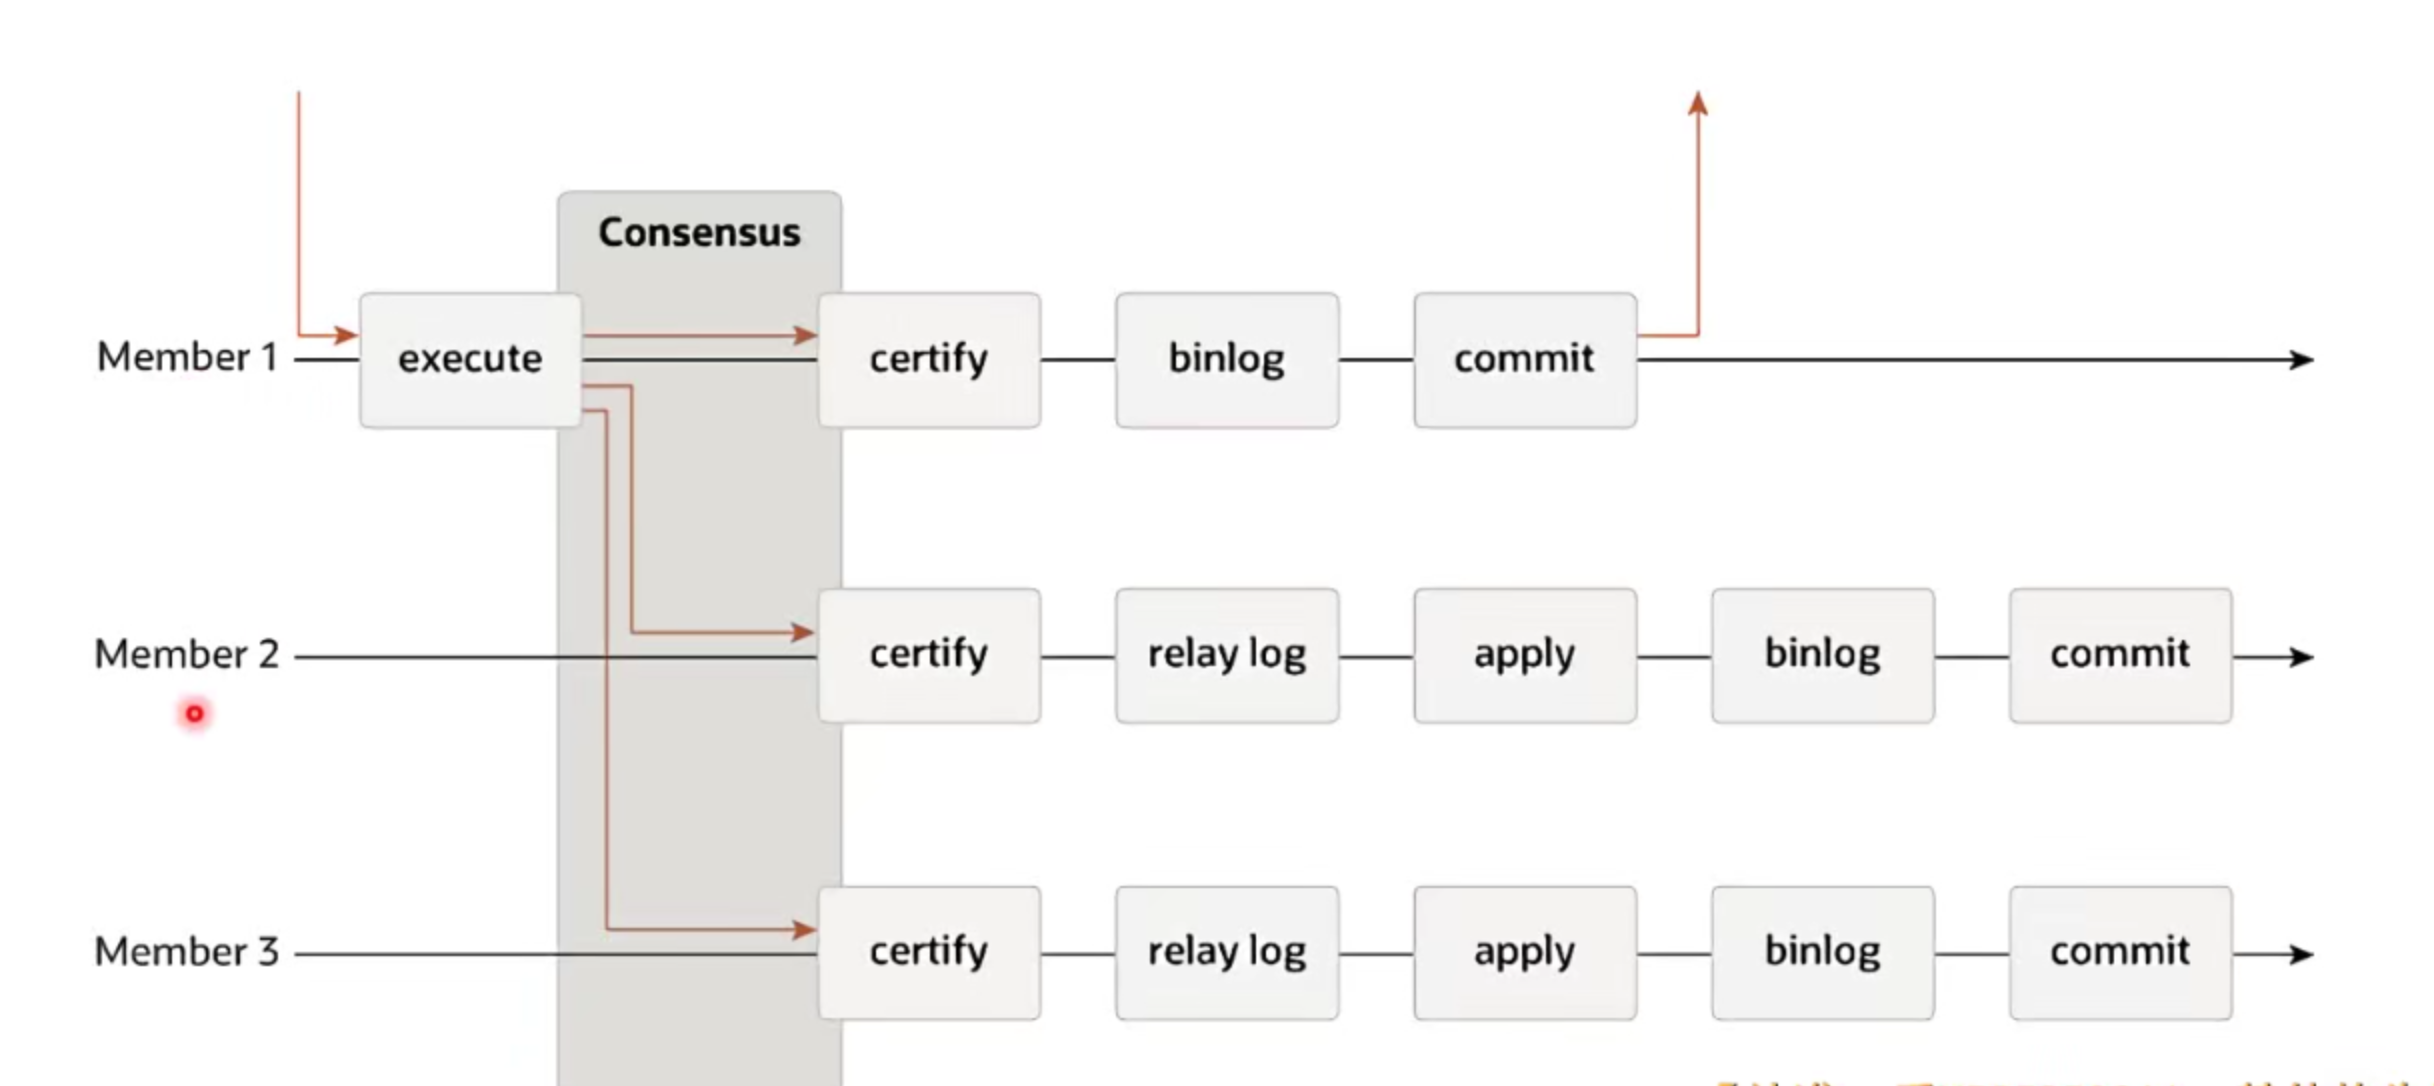 Consensus
Member 1 execute certify binlog commit
Member 2 certify relay log apply binlog commit
Member 3 certify relay log apply binlog commit